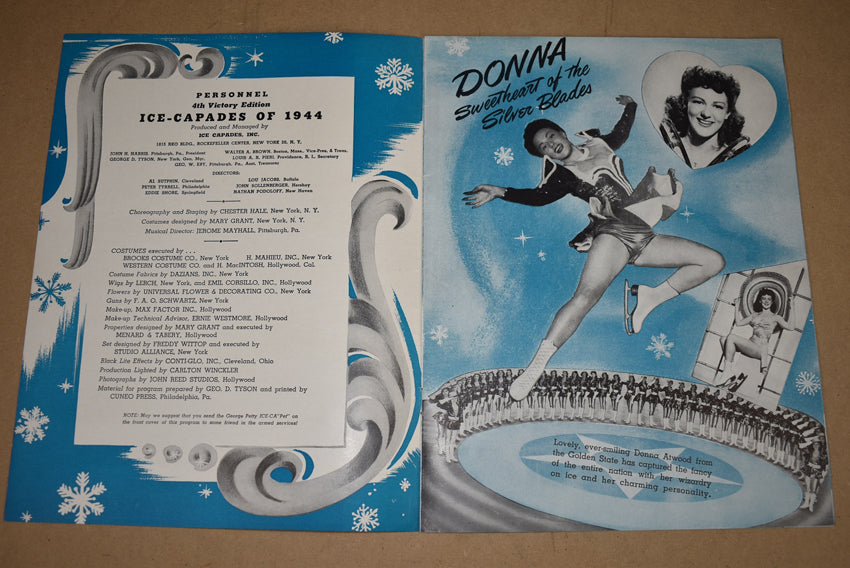 PERSONNEL
4th Victory Edition
ICE-CAPADES OF 1944
Produced and Managed by
ICE CAPADES, INC.
1815 RKO BLDG., ROCKEFELLER CENTER, NEW YORK 20, N. Y.
JOHN H. HARRIS, Pittsburgh, Pa., President
WALTER A. BROWN, Boston, Mass., Vice-Pres. & Treas.
GEORGE D. TYSON, New York, Gen. Mgr.
LOUIS A. R. PIERI, Providence, R. I., Secretary
GEO. W. EPY, Pittsburgh, Pa., Asst. Treasurer
DIRECTORS:
AL SUTPHIN, Cleveland
LOU JACOBS, Buffalo
PETER TYRRELL, Philadelphia
JOHN SOLLENBERGER, Hershey
EDDIE SHORE, Springfield
NATHAN PODOLOFF, New Haven
Choreography and Staging by CHESTER HALE, New York, N. Y.
Costumes designed by MARY GRANT, New York, N. Y.
Musical Director: JEROME MAYHALL, Pittsburgh, Pa.
COSTUMES executed by . . .
BROOKS COSTUME CO., New York H. MAHIEU, INC., New York
WESTERN COSTUME CO. and H. MacINTOSH, Hollywood, Cal.
Costume Fabrics by DAZIANS, INC., New York
Wigs by LERCH, New York, and EMIL CORSILLO, INC., Hollywood
Flowers by UNIVERSAL FLOWER & DECORATING CO., New York
Guns by F. A. O. SCHWARTZ, New York
Make-up, MAX FACTOR INC., Hollywood
Make-up Technical Advisor, ERNIE WESTMORE, Hollywood
Properties designed by MARY GRANT and executed by
MENARD & TABERY, Hollywood
Set designed by FREDDY WITTOP and executed by
STUDIO ALLIANCE, New York
Black Lite Effects by CONTI-GLO, INC., Cleveland, Ohio
Production Lighted by CARLTON WINCKLER
Photographs by JOHN REED STUDIOS, Hollywood
Material for program prepared by GEO. D. TYSON and printed by
CUNEO PRESS, Philadelphia, Pa.
NOTE: May we suggest that you send the George Petty ICE-CA"Pet" on
the front cover of this program to some friend in the armed services!
DONNA
Sweetheart of the
Silver Blades
Lovely, ever-smiling Donna Atwood from
the Golden State has captured the fancy
of the entire nation with her wizardry
on ice and her charming personality.